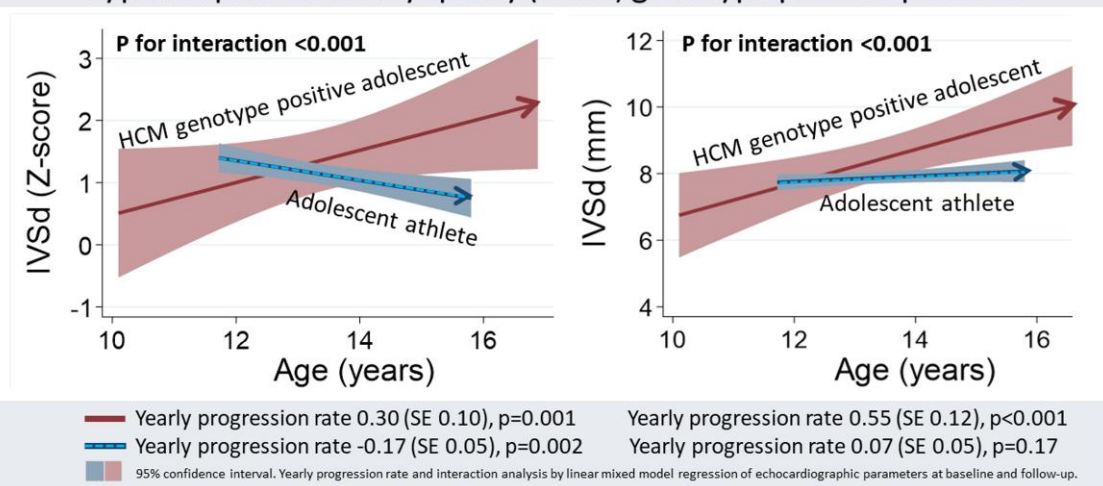 P for interaction <0.001
IVSd (Z-score)
3
2
1
0
-1
HCM genotype positive adolescent
Adolescent athlete
10
12
14
16
Age (years)
P for interaction <0.001
IVSd (mm)
12
10
8
6
4
HCM genotype positive adolescent
Adolescent athlete
10
12
14
16
Age (years)
Yearly progression rate 0.30 (SE 0.10), p=0.001
Yearly progression rate 0.55 (SE 0.12), p<0.001
Yearly progression rate -0.17 (SE 0.05), p=0.002
Yearly progression rate 0.07 (SE 0.05), p=0.17
95% confidence interval. Yearly progression rate and interaction analysis by linear mixed model regression of echocardiographic parameters at baseline and follow-up.